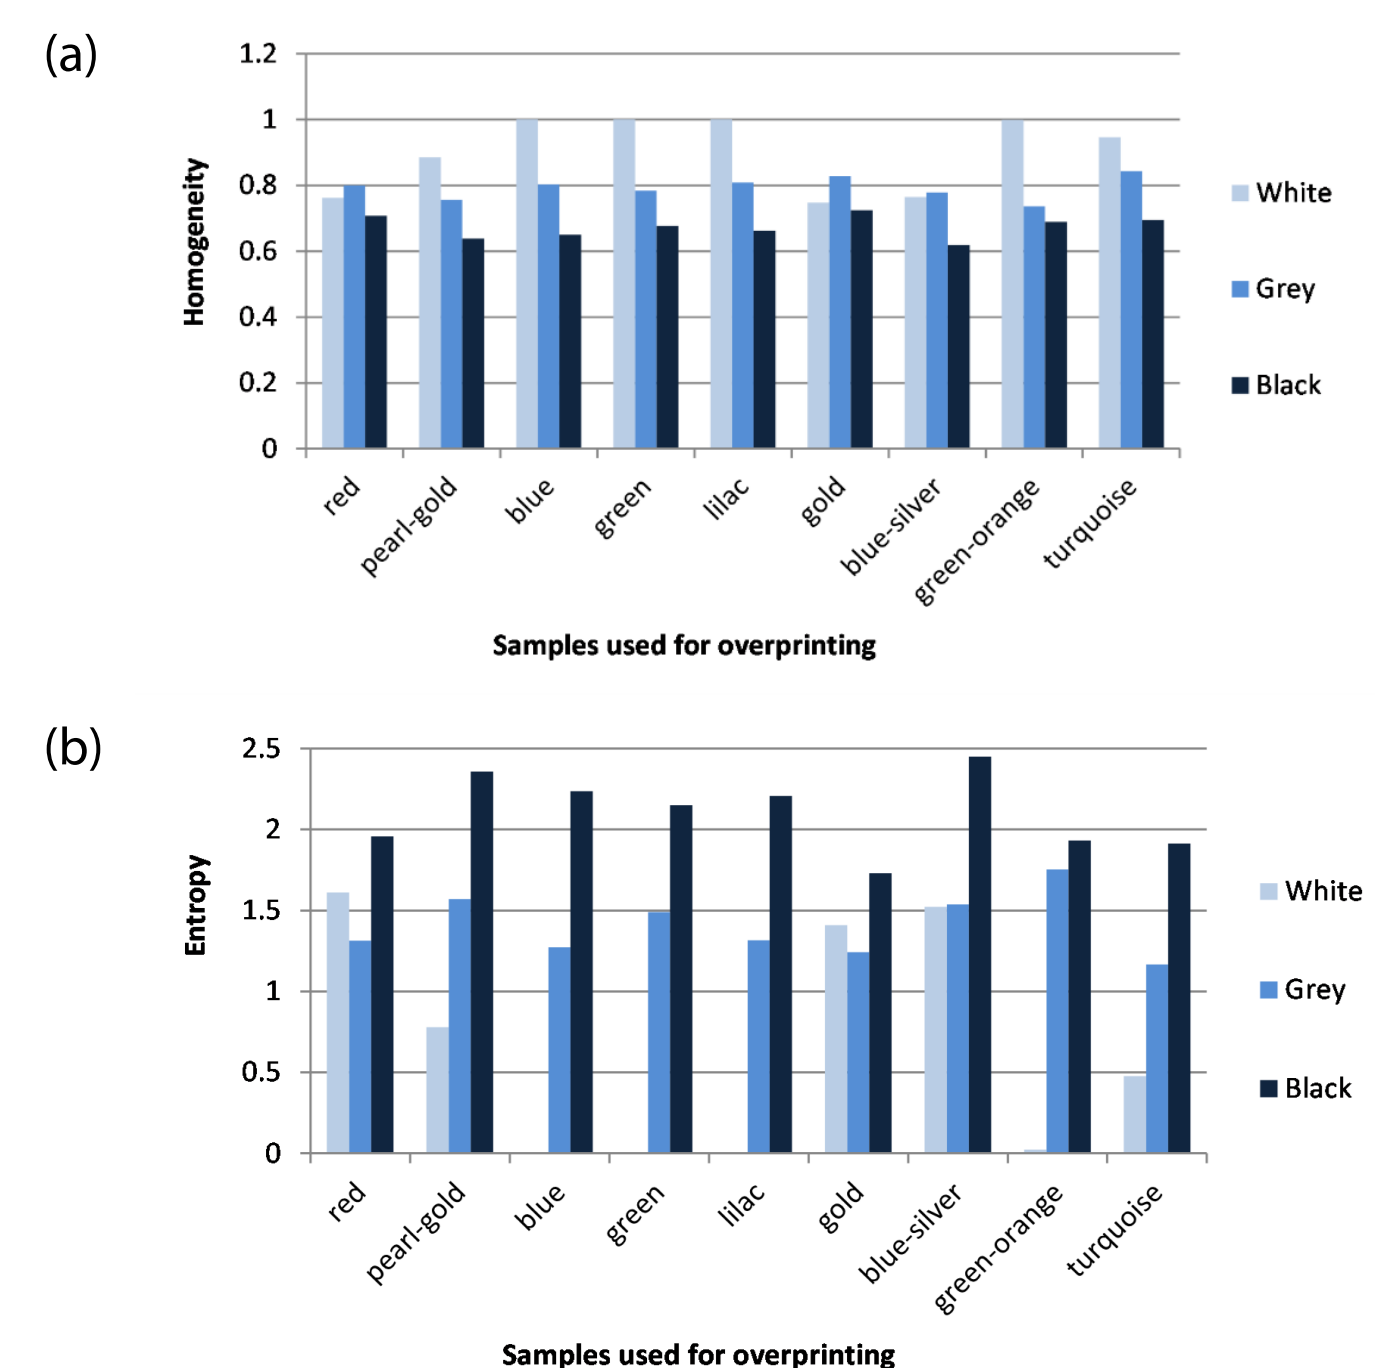 (a)
1.2
1
0.8
0.6
0.4
0.2
0
Homogeneity
red
pearl-gold
blue
green
lilac
gold
blue-silver
green-orange
turquoise
Samples used for overprinting
White
Grey
Black
(b)
2.5
2
1.5
1
0.5
0
Entropy
red
pearl-gold
blue
green
lilac
gold
blue-silver
green-orange
turquoise
Samples used for overprinting
White
Grey
Black